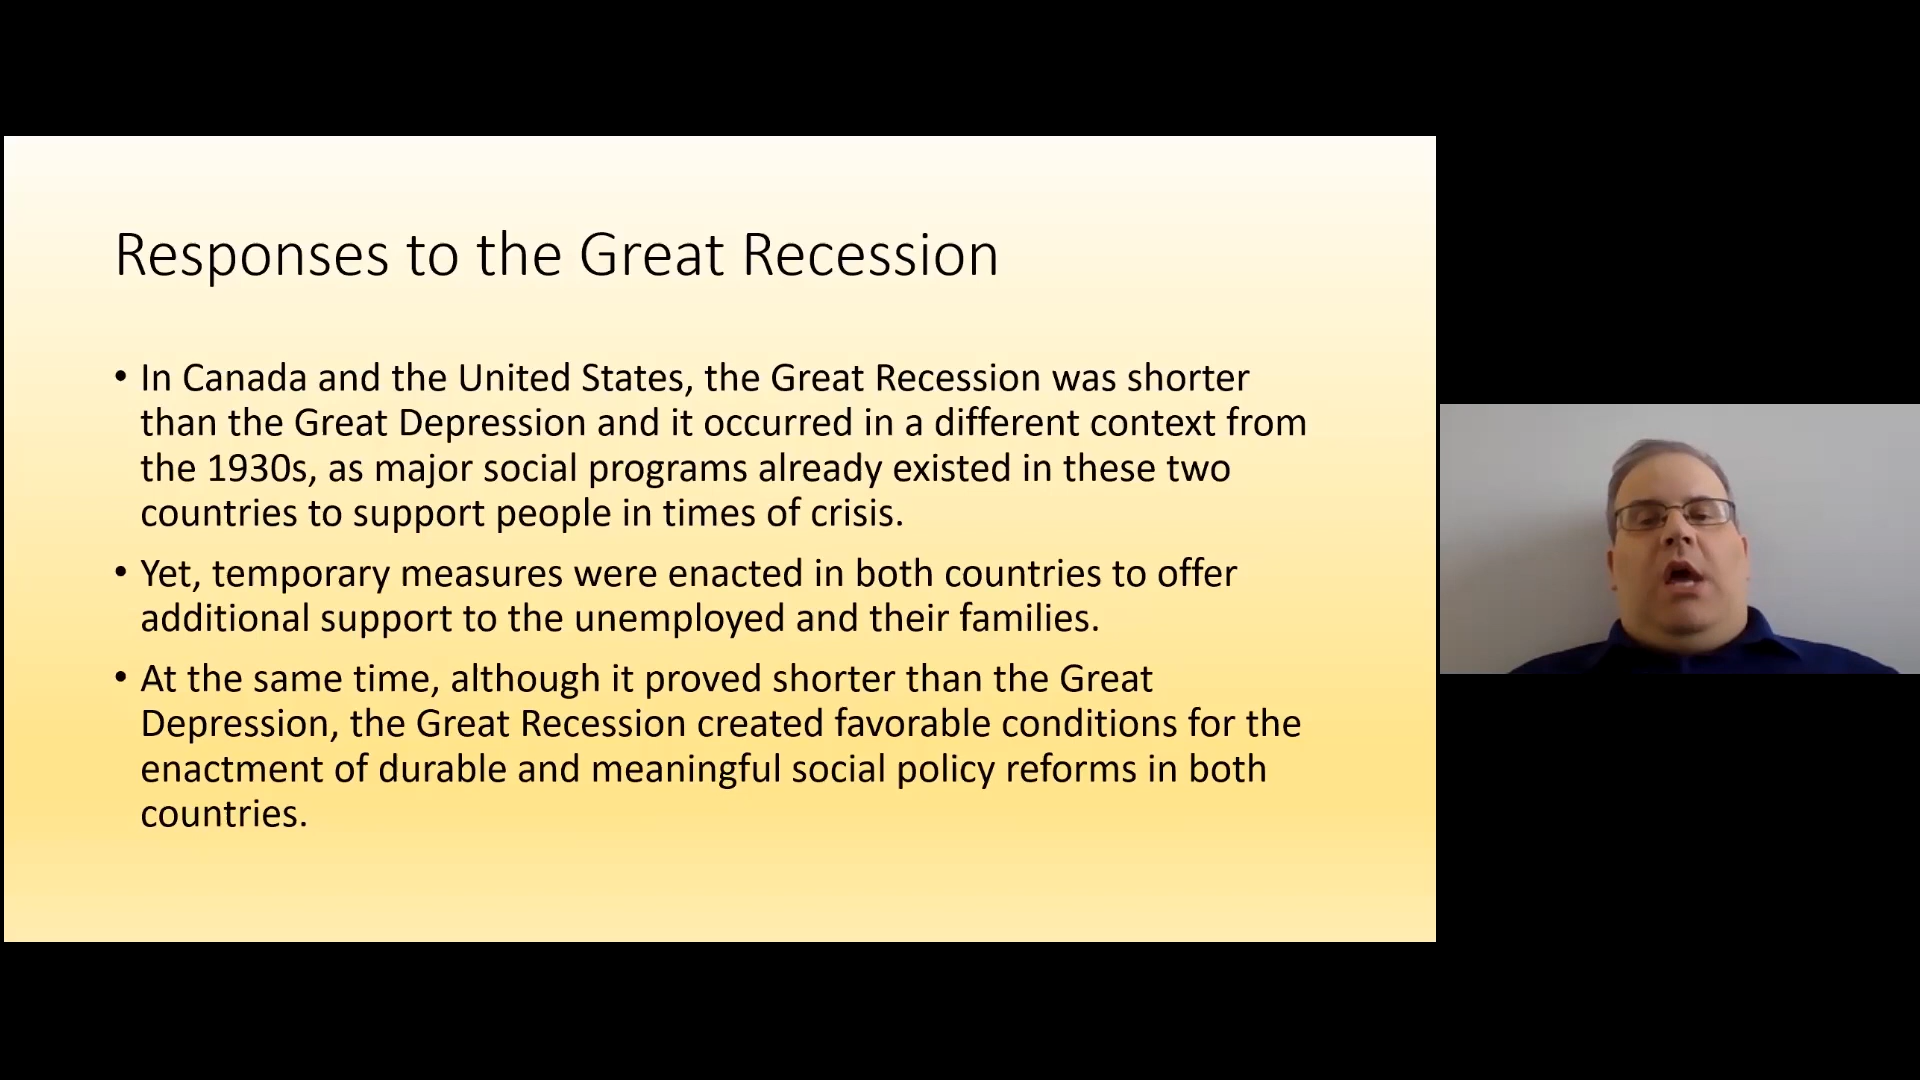 Responses to the Great Recession
• In Canada and the United States, the Great Recession was shorter
than the Great Depression and it occurred in a different context from
the 1930s, as major social programs already existed in these two
countries to support people in times of crisis.
• Yet, temporary measures were enacted in both countries to offer
additional support to the unemployed and their families.
• At the same time, although it proved shorter than the Great
Depression, the Great Recession created favorable conditions for the
enactment of durable and meaningful social policy reforms in both
countries.